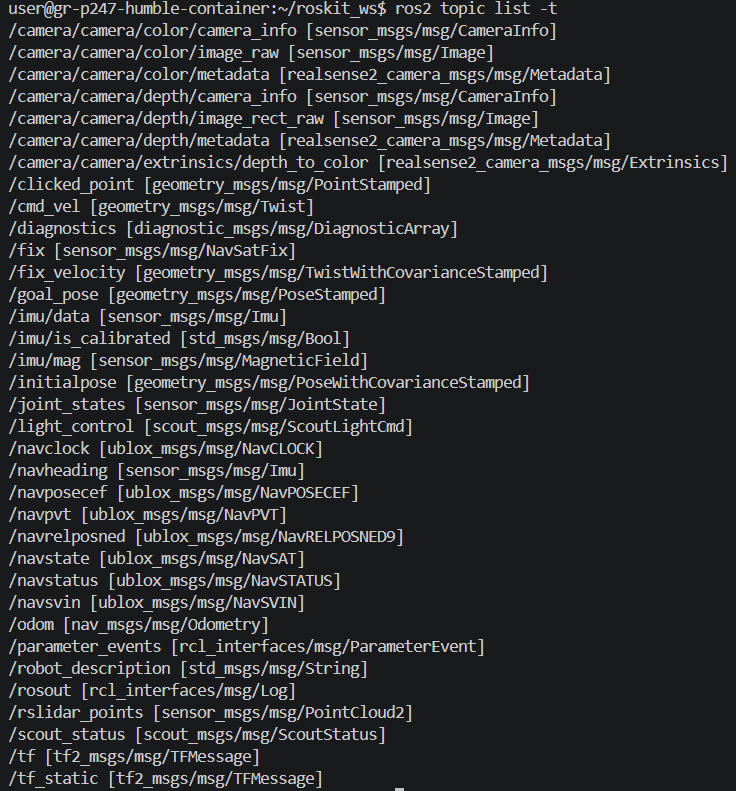 user@gr-p247-humble-container:~/roskit_ws$ ros2 topic list -t
/camera/camera/color/camera_info [sensor_msgs/msg/CameraInfo]
/camera/camera/color/image_raw [sensor_msgs/msg/Image]
/camera/camera/color/metadata [realsense2_camera_msgs/msg/Metadata]
/camera/camera/depth/camera_info [sensor_msgs/msg/CameraInfo]
/camera/camera/depth/image_rect_raw [sensor_msgs/msg/Image]
/camera/camera/depth/metadata [realsense2_camera_msgs/msg/Metadata]
/camera/camera/extrinsics/depth_to_color [realsense2_camera_msgs/msg/Extrinsics]
/clicked_point [geometry_msgs/msg/PointStamped]
/cmd_vel [geometry_msgs/msg/Twist]
/diagnostics [diagnostic_msgs/msg/DiagnosticArray]
/fix [sensor_msgs/msg/NavSatFix]
/fix_velocity [geometry_msgs/msg/TwistWithCovarianceStamped]
/goal_pose [geometry_msgs/msg/PoseStamped]
/imu/data [sensor_msgs/msg/Imu]
/imu/is_calibrated [std_msgs/msg/Bool]
/imu/mag [sensor_msgs/msg/MagneticField]
/initialpose [geometry_msgs/msg/PoseWithCovarianceStamped]
/joint_states [sensor_msgs/msg/JointState]
/light_control [scout_msgs/msg/ScoutLightCmd]
/navclock [ublox_msgs/msg/NavCLOCK]
/navheading [sensor_msgs/msg/Imu]
/navposecef [ublox_msgs/msg/NavPOSECEF]
/navpvt [ublox_msgs/msg/NavPVT]
/navrelposned [ublox_msgs/msg/NavRELPOSNED9]
/navstate [ublox_msgs/msg/NavSAT]
/navstatus [ublox_msgs/msg/NavSTATUS]
/navsvin [ublox_msgs/msg/NavSVIN]
/odom [nav_msgs/msg/Odometry]
/parameter_events [rcl_interfaces/msg/ParameterEvent]
/robot_description [std_msgs/msg/String]
/rosout [rcl_interfaces/msg/Log]
/rslidar_points [sensor_msgs/msg/PointCloud2]
/scout_status [scout_msgs/msg/ScoutStatus]
/tf [tf2_msgs/msg/TFMessage]
/tf_static [tf2_msgs/msg/TFMessage]